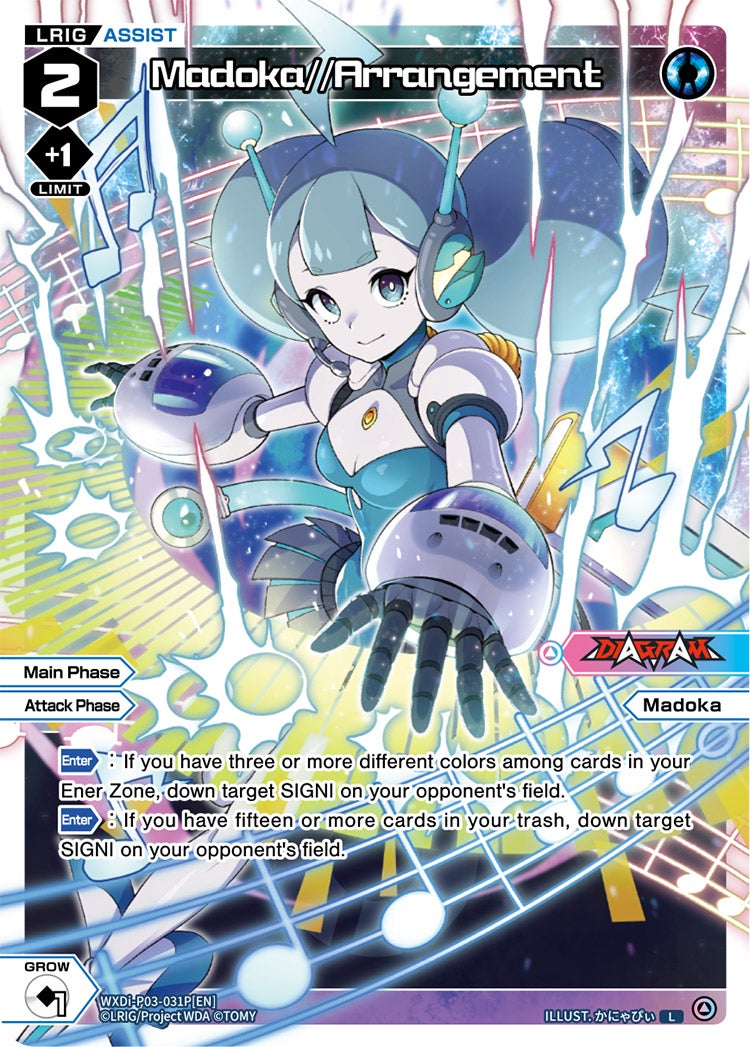 LRIG ASSIST
2
Madoka//Arrangement
+1
LIMIT
DIAGRAM
Main Phase
Attack Phase
Madoka
Enter : If you have three or more different colors among cards in your
Ener Zone, down target SIGNI on your opponent's field.
Enter : If you have fifteen or more cards in your trash, down target
SIGNI on your opponent's field.
GROW
1
WXDi-P03-031P[EN]
©LRIG/Project WDA ©TOMY
ILLUST. かにゃぴぃ L